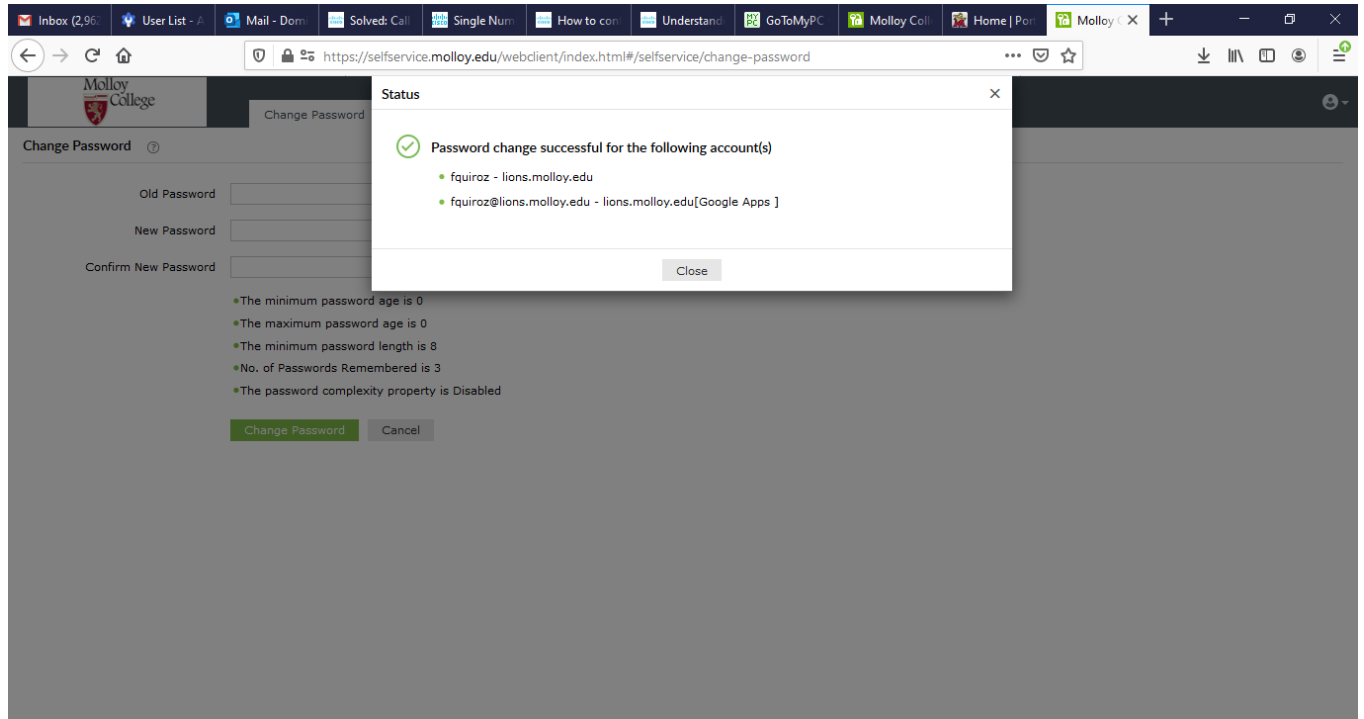 Inbox (2,962
User List - A
Mail - Domi
Solved: Call
Single Num
How to con
Understand
GoToMyPC
Molloy Coll
Home | Port
Molloy C
https://selfservice.molloy.edu/webclient/index.html#/selfservice/change-password
Molloy
College
Change Password
Status
Change Password
Password change successful for the following account(s)
fquiroz - lions.molloy.edu
fquiroz@lions.molloy.edu - lions.molloy.edu[Google Apps ]
Close
Old Password
New Password
Confirm New Password
The minimum password age is 0
The maximum password age is 0
The minimum password length is 8
No. of Passwords Remembered is 3
The password complexity property is Disabled
Change Password Cancel